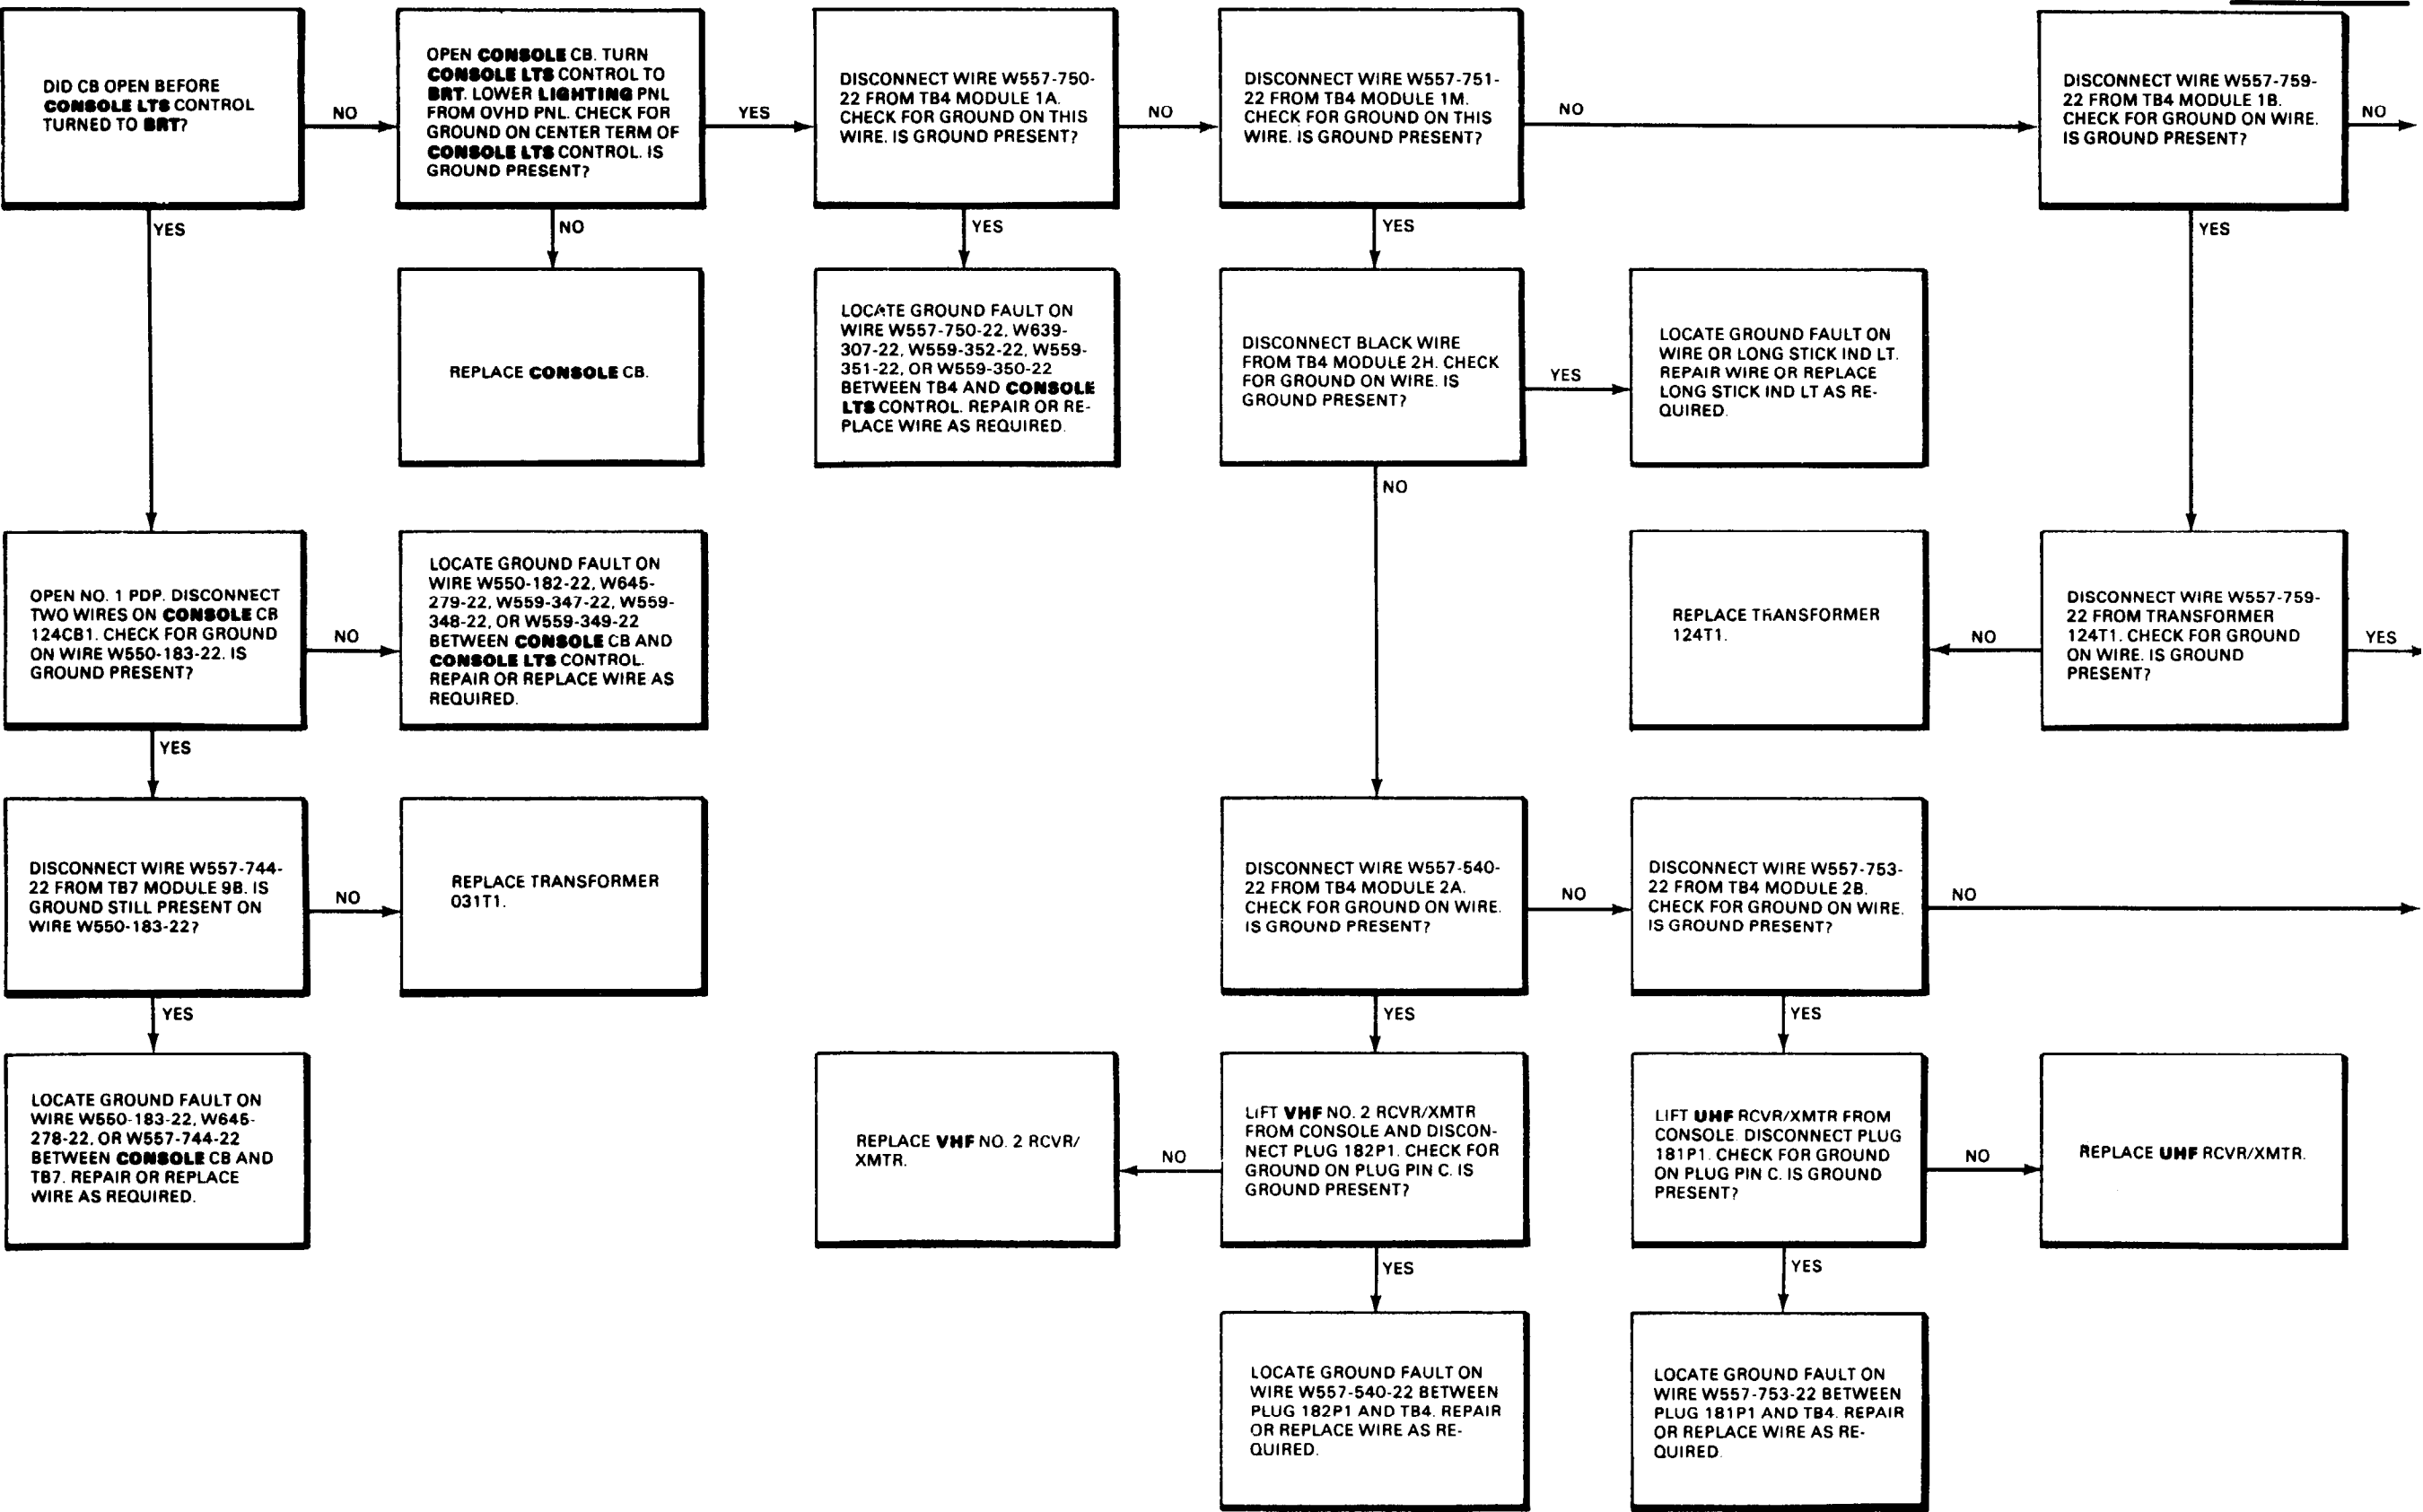 DID CB OPEN BEFORE
CONSOLE LTS CONTROL
TURNED TO BRT?
NO
YES
OPEN CONSOLE CB. TURN
CONSOLE LTS CONTROL TO
BRT. LOWER LIGHTING PNL
FROM OVHD PNL. CHECK FOR
GROUND ON CENTER TERM OF
CONSOLE LTS CONTROL. IS
GROUND PRESENT?
YES
NO
DISCONNECT WIRE W557-750-
22 FROM TB4 MODULE 1A.
CHECK FOR GROUND ON THIS
WIRE. IS GROUND PRESENT?
NO
YES
DISCONNECT WIRE W557-751-
22 FROM TB4 MODULE 1M.
CHECK FOR GROUND ON THIS
WIRE. IS GROUND PRESENT?
NO
YES
DISCONNECT WIRE W557-759-
22 FROM TB4 MODULE 1B.
CHECK FOR GROUND ON WIRE.
IS GROUND PRESENT?
NO
YES
REPLACE CONSOLE CB.
LOCATE GROUND FAULT ON
WIRE W557-750-22, W639-
307-22, W559-352-22, W559-
351-22, OR W559-350-22
BETWEEN TB4 AND CONSOLE
LTS CONTROL. REPAIR OR RE-
PLACE WIRE AS REQUIRED.
DISCONNECT BLACK WIRE
FROM TB4 MODULE 2H. CHECK
FOR GROUND ON WIRE. IS
GROUND PRESENT?
YES
NO
LOCATE GROUND FAULT ON
WIRE OR LONG STICK IND LT.
REPAIR WIRE OR REPLACE
LONG STICK IND LT AS RE-
QUIRED.
OPEN NO. 1 PDP. DISCONNECT
TWO WIRES ON CONSOLE CB
124CB1. CHECK FOR GROUND
ON WIRE W550-183-22. IS
GROUND PRESENT?
NO
YES
LOCATE GROUND FAULT ON
WIRE W550-182-22, W645-
279-22, W559-347-22, W559-
348-22, OR W559-349-22
BETWEEN CONSOLE CB AND
CONSOLE LTS CONTROL.
REPAIR OR REPLACE WIRE AS
REQUIRED.
REPLACE TRANSFORMER
124T1.
NO
DISCONNECT WIRE W557-759-
22 FROM TRANSFORMER
124T1. CHECK FOR GROUND
ON WIRE. IS GROUND
PRESENT?
YES
DISCONNECT WIRE W557-744-
22 FROM TB7 MODULE 9B. IS
GROUND STILL PRESENT ON
WIRE W550-183-22?
NO
YES
REPLACE TRANSFORMER
031T1.
DISCONNECT WIRE W557-540-
22 FROM TB4 MODULE 2A.
CHECK FOR GROUND ON WIRE.
IS GROUND PRESENT?
NO
YES
DISCONNECT WIRE W557-753-
22 FROM TB4 MODULE 2B.
CHECK FOR GROUND ON WIRE.
IS GROUND PRESENT?
NO
YES
LOCATE GROUND FAULT ON
WIRE W550-183-22, W645-
278-22, OR W557-744-22
BETWEEN CONSOLE CB AND
TB7. REPAIR OR REPLACE
WIRE AS REQUIRED.
REPLACE VHF NO. 2 RCVR/
XMTR.
NO
LIFT VHF NO. 2 RCVR/XMTR
FROM CONSOLE AND DISCON-
NECT PLUG 182P1. CHECK FOR
GROUND ON PLUG PIN C. IS
GROUND PRESENT?
YES
LIFT UHF RCVR/XMTR FROM
CONSOLE. DISCONNECT PLUG
181P1. CHECK FOR GROUND
ON PLUG PIN C. IS GROUND
PRESENT?
NO
YES
REPLACE UHF RCVR/XMTR.
LOCATE GROUND FAULT ON
WIRE W557-540-22 BETWEEN
PLUG 182P1 AND TB4. REPAIR
OR REPLACE WIRE AS RE-
QUIRED.
LOCATE GROUND FAULT ON
WIRE W557-753-22 BETWEEN
PLUG 181P1 AND TB4. REPAIR
OR REPLACE WIRE AS RE-
QUIRED.